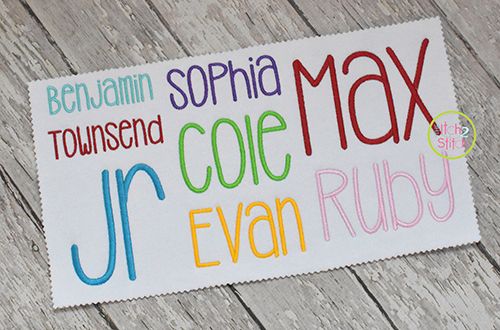 Benjamin SOPHIA Max
Townsend Cole
Jr Evan Ruby
Stitch 2 Stitch